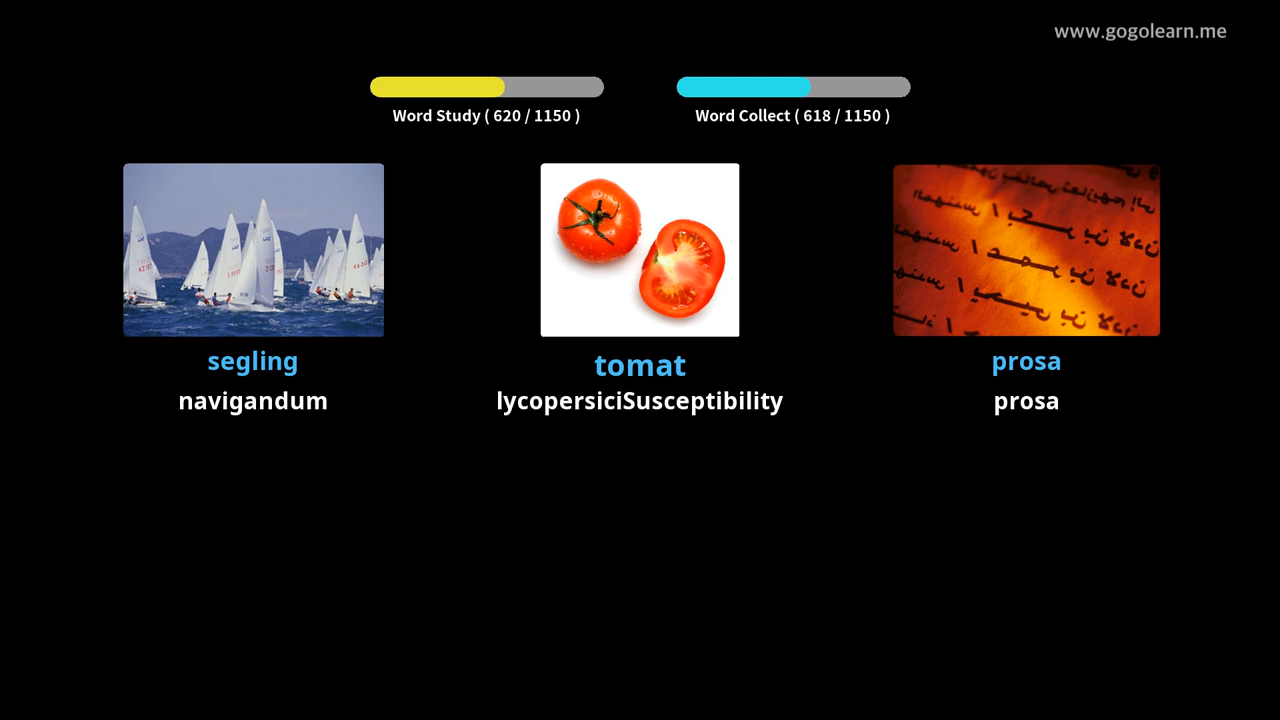 www.gogolearn.me
Word Study ( 620 / 1150 )
Word Collect ( 618 / 1150 )
segling
tomat
prosa
navigandum
lycopersiciSusceptibility
prosa